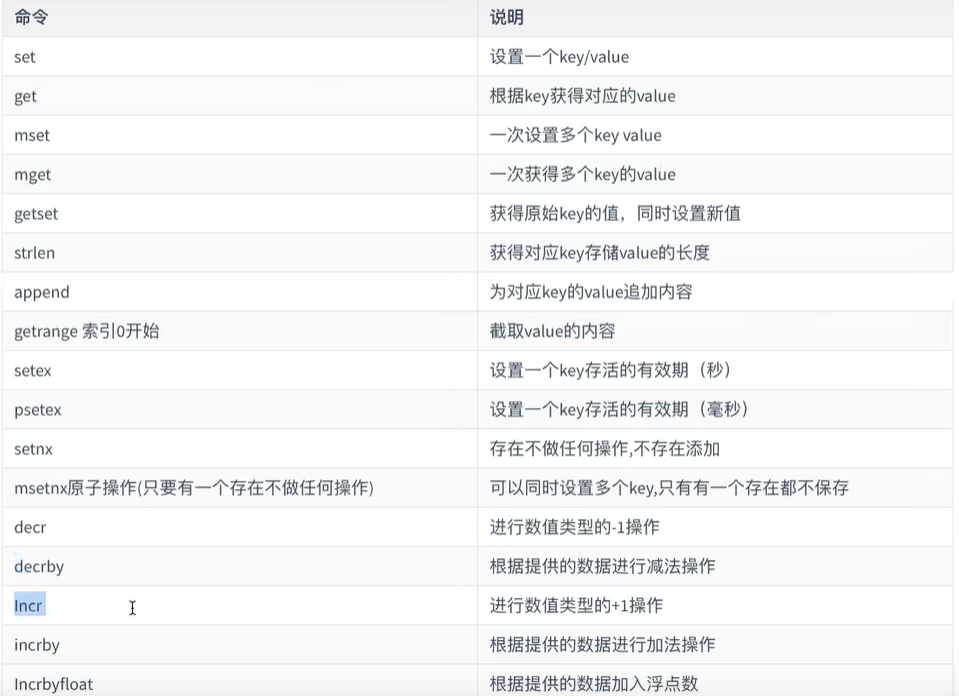 命令 说明
set 设置一个key/value
get 根据key获得对应的value
mset 一次设置多个key value
mget 一次获得多个key的value
getset 获得原始key的值，同时设置新值
strlen 获得对应key存储value的长度
append 为对应key的value追加内容
getrange 索引0开始 截取value的内容
setex 设置一个key存活的有效期（秒）
psetex 设置一个key存活的有效期（毫秒）
setnx 存在不做任何操作,不存在添加
msetnx原子操作(只要有一个存在不做任何操作) 可以同时设置多个key,只有有一个存在都不保存
decr 进行数值类型的-1操作
decrby 根据提供的数据进行减法操作
Incr 进行数值类型的+1操作
incrby 根据提供的数据进行加法操作
Incrbyfloat 根据提供的数据加入浮点数